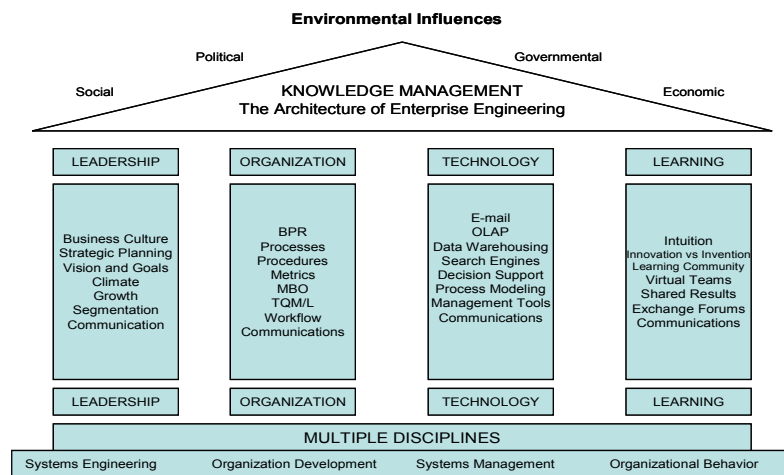 Environmental Influences
Political
Governmental
Social
KNOWLEDGE MANAGEMENT
Economic
The Architecture of Enterprise Engineering
LEADERSHIP
ORGANIZATION
TECHNOLOGY
LEARNING
Business Culture
Strategic Planning
Vision and Goals
Climate
Growth
Segmentation
Communication
BPR
Processes
Procedures
Metrics
MBO
TQM/L
Workflow
Communications
E-mail
OLAP
Data Warehousing
Search Engines
Decision Support
Process Modeling
Management Tools
Communications
Intuition
Innovation vs Invention
Learning Community
Virtual Teams
Shared Results
Exchange Forums
Communications
LEADERSHIP
ORGANIZATION
TECHNOLOGY
LEARNING
MULTIPLE DISCIPLINES
Systems Engineering
Organization Development
Systems Management
Organizational Behavior